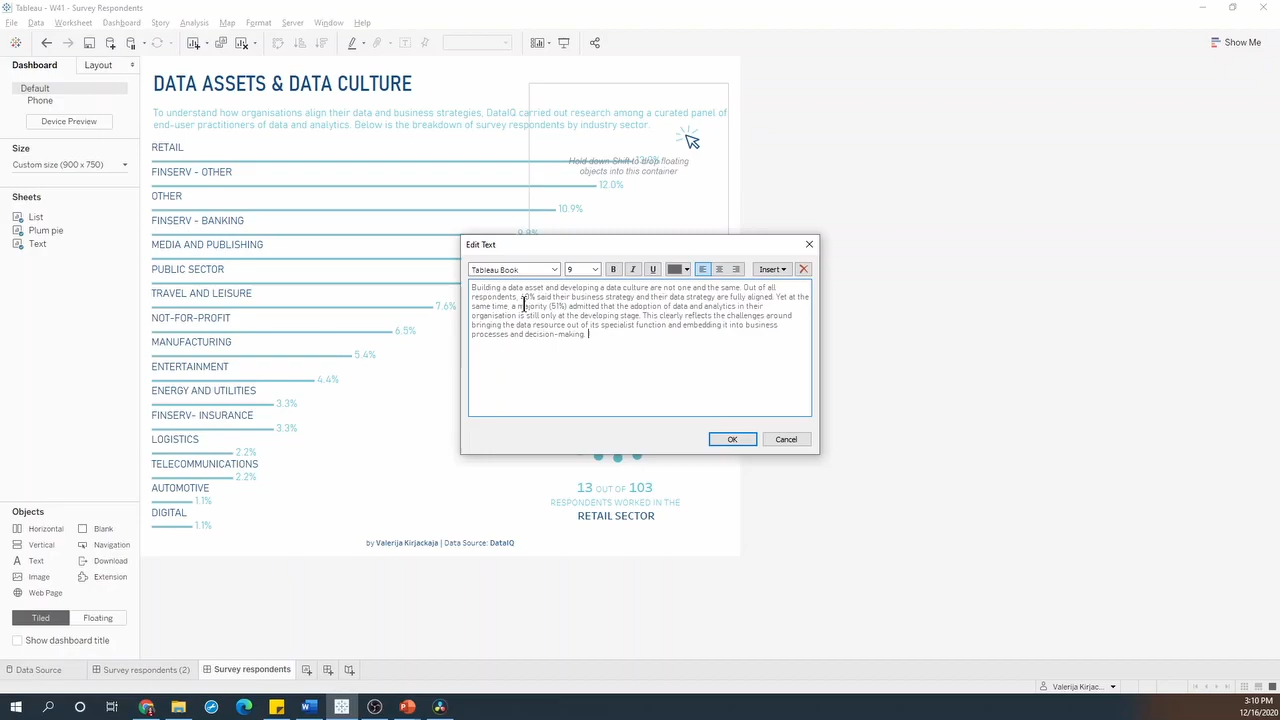 Tableau - W41 - Survey Respondents
File Data Worksheet Dashboard Story Analysis Map Format Server Window Help
Show Me
Dashboard Layout
Default
Phone
Device Preview
Size
Custom size (900 x 750)
Sheets
List
Plum pie
Text
Objects
Horizontal Blank
Vertical Navigation
Text Download
Image Extension
Web Page
Tiled Floating
Show dashboard title
DATA ASSETS & DATA CULTURE
To understand how organisations align their data and business strategies, DataIQ carried out research among a curated panel of
end-user practitioners of data and analytics. Below is the breakdown of survey respondents by industry sector.
RETAIL
Hold down Shift to drop floating
objects into this container
FINSERV - OTHER
12.0%
OTHER
10.9%
FINSERV - BANKING
9.8%
MEDIA AND PUBLISHING
PUBLIC SECTOR
TRAVEL AND LEISURE
7.6%
NOT-FOR-PROFIT
6.5%
MANUFACTURING
5.4%
ENTERTAINMENT
4.4%
ENERGY AND UTILITIES
3.3%
FINSERV- INSURANCE
3.3%
LOGISTICS
2.2%
TELECOMMUNICATIONS
2.2%
AUTOMOTIVE
1.1%
DIGITAL
1.1%
13 OUT OF 103
RESPONDENTS WORKED IN THE
RETAIL SECTOR
by Valerija Kirjackaja | Data Source: DataIQ
Edit Text
Tableau Book 9 B I U Insert
Building a data asset and developing a data culture are not one and the same. Out of all
respondents, said their business strategy and their data strategy are fully aligned. Yet at the
same time, a majority (51%) admitted that the adoption of data and analytics in their
organisation is still only at the developing stage. This clearly reflects the challenges around
bringing the data resource out of its specialist function and embedding it into business
processes and decision-making.
OK Cancel
Data Source Survey respondents (2) Survey respondents
Valerija Kirjac...
3:10 PM
12/16/2020